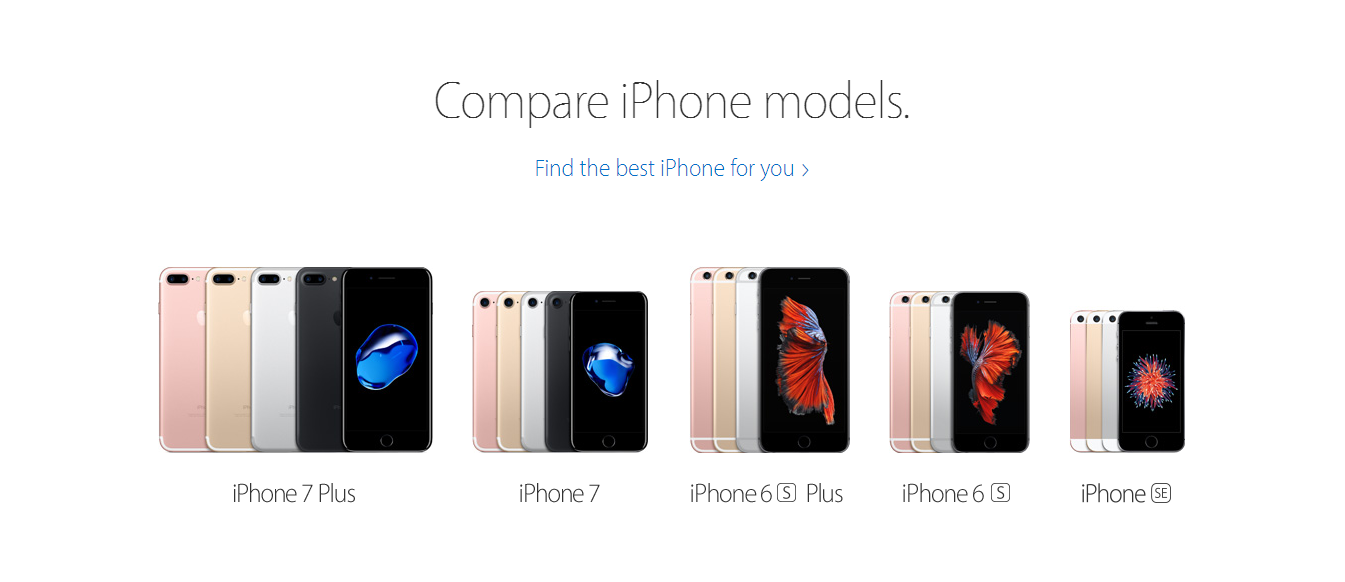 Compare iPhone models.
Find the best iPhone for you >
iPhone 7 Plus
iPhone 7
iPhone 6 S Plus
iPhone 6 S
iPhone SE